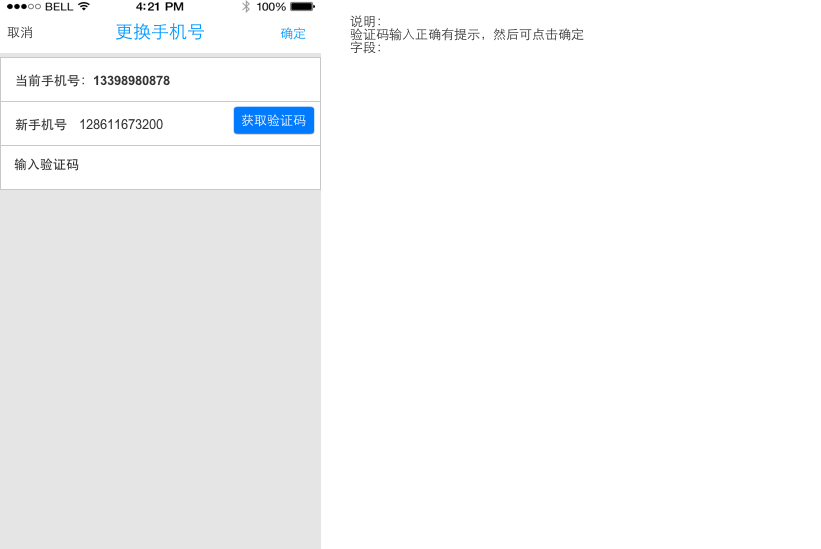 BELL 4:21 PM 100%
取消 更换手机号 确定
当前手机号：13398980878
新手机号 128611673200 获取验证码
输入验证码
说明：
验证码输入正确有提示，然后可点击确定
字段：